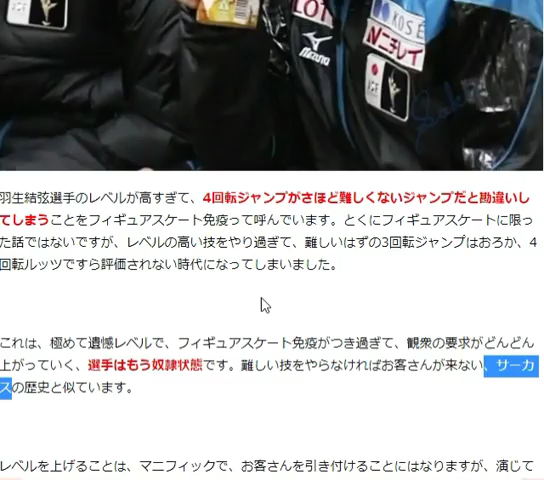 LOT
KOSÉ
Nニチレイ
Mizuno
JSF
JSF
羽生結弦選手のレベルが高すぎて、4回転ジャンプがさほど難しくないジャンプだと勘違いし
てしまうことをフィギュアスケート免疫って呼んでいます。とくにフィギュアスケートに限っ
た話ではないですが、レベルの高い技をやり過ぎて、難しいはずの3回転ジャンプはおろか、4
回転ルッツですら評価されない時代になってしまいました。
これは、極めて遺憾レベルで、フィギュアスケート免疫がつき過ぎて、観衆の要求がどんどん
上がっていく、選手はもう奴隷状態です。難しい技をやらなければお客さんが来ない、サーカ
スの歴史と似ています。
レベルを上げることは、マニフィックで、お客さんを引き付けることにはなりますが、演じて